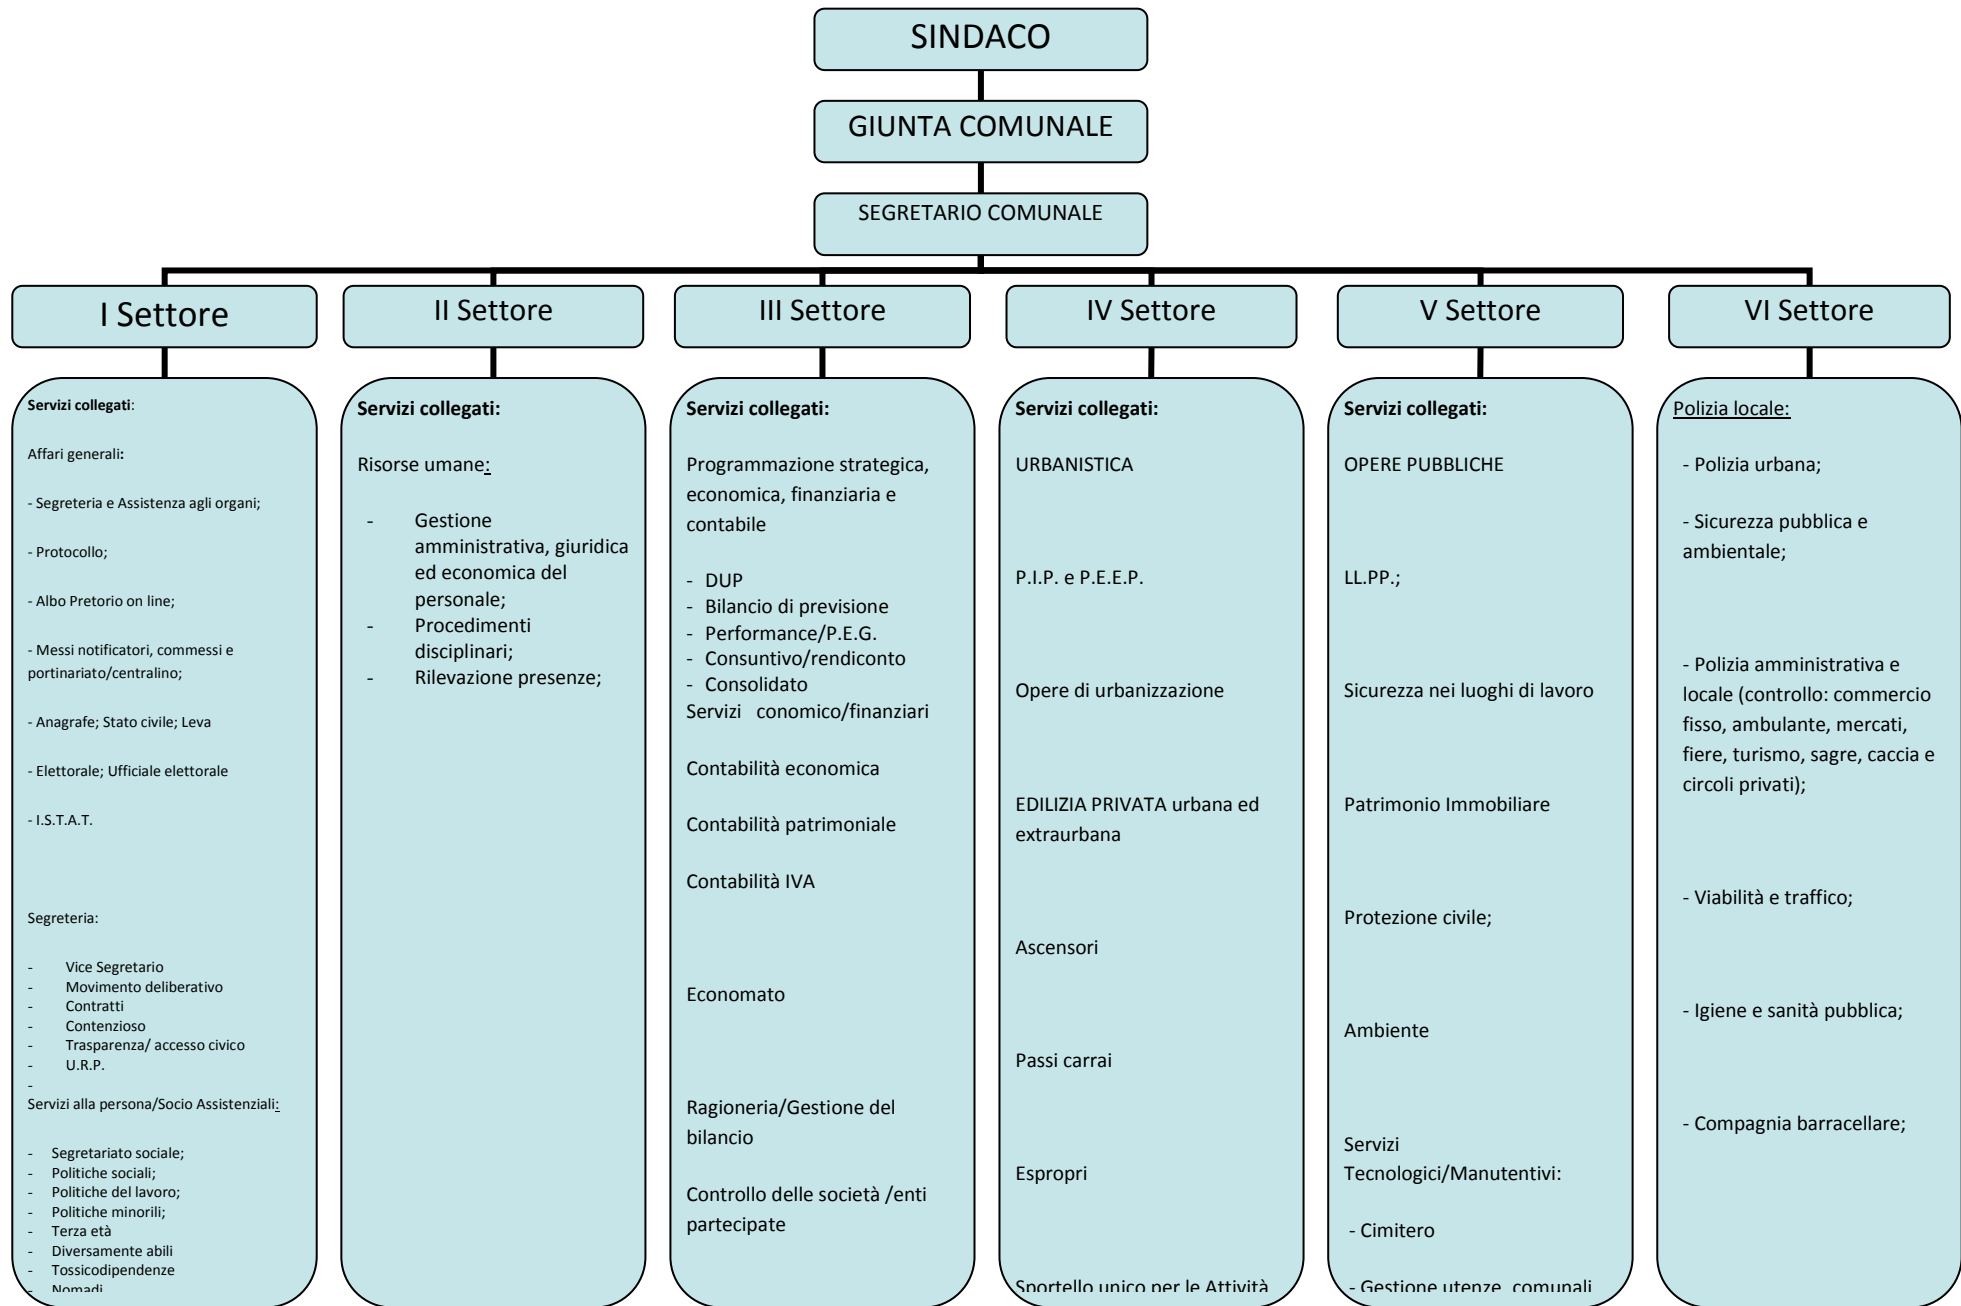 SINDACO
GIUNTA COMUNALE
SEGRETARIO COMUNALE
I Settore
II Settore
III Settore
IV Settore
V Settore
VI Settore
Servizi collegati:
Affari generali:
- Segreteria e Assistenza agli organi;
- Protocollo;
- Albo Pretorio on line;
- Messi notificatori, commessi e
portinariato/centralino;
- Anagrafe; Stato civile; Leva
- Elettorale; Ufficiale elettorale
- I.S.T.A.T.
Segreteria:
- Vice Segretario
- Movimento deliberativo
- Contratti
- Contenzioso
- Trasparenza/ accesso civico
- U.R.P.
-
Servizi alla persona/Socio Assistenziali:
- Segretariato sociale;
- Politiche sociali;
- Politiche del lavoro;
- Politiche minorili;
- Terza età
- Diversamente abili
- Tossicodipendenze
- Nomadi
Servizi collegati:
Risorse umane:
- Gestione
amministrativa, giuridica
ed economica del
personale;
- Procedimenti
disciplinari;
- Rilevazione presenze;
Servizi collegati:
Programmazione strategica,
economica, finanziaria e
contabile
- DUP
- Bilancio di previsione
- Performance/P.E.G.
- Consuntivo/rendiconto
- Consolidato
Servizi conomico/finanziari
Contabilità economica
Contabilità patrimoniale
Contabilità IVA
Economato
Ragioneria/Gestione del
bilancio
Controllo delle società /enti
partecipate
Servizi collegati:
URBANISTICA
P.I.P. e P.E.E.P.
Opere di urbanizzazione
EDILIZIA PRIVATA urbana ed
extraurbana
Ascensori
Passi carrai
Espropri
Sportello unico per le Attività
Servizi collegati:
OPERE PUBBLICHE
LL.PP.;
Sicurezza nei luoghi di lavoro
Patrimonio Immobiliare
Protezione civile;
Ambiente
Servizi
Tecnologici/Manutentivi:
- Cimitero
- Gestione utenze comunali
Polizia locale:
- Polizia urbana;
- Sicurezza pubblica e
ambientale;
- Polizia amministrativa e
locale (controllo: commercio
fisso, ambulante, mercati,
fiere, turismo, sagre, caccia e
circoli privati);
- Viabilità e traffico;
- Igiene e sanità pubblica;
- Compagnia barracellare;